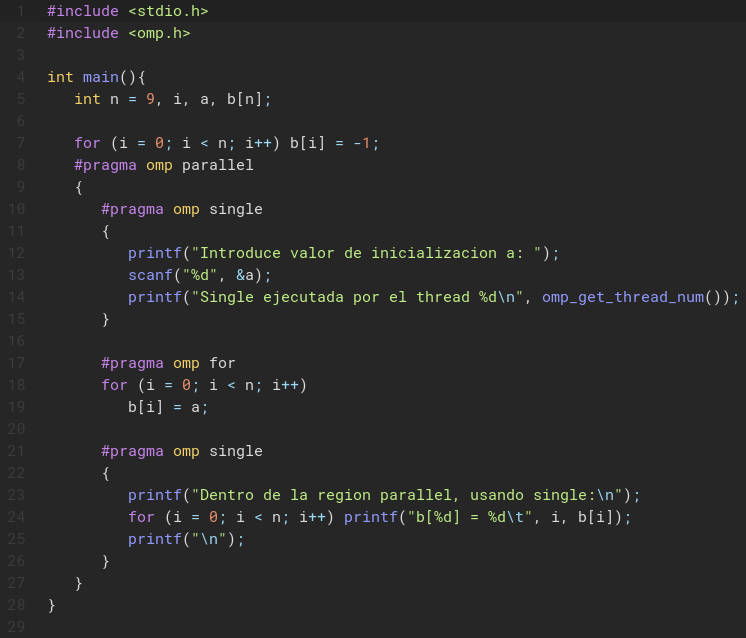 1 #include <stdio.h>
2 #include <omp.h>
3
4 int main(){
5    int n = 9, i, a, b[n];
6
7    for (i = 0; i < n; i++) b[i] = -1;
8    #pragma omp parallel
9    {
10       #pragma omp single
11       {
12          printf("Introduce valor de inicializacion a: ");
13          scanf("%d", &a);
14          printf("Single ejecutada por el thread %d\n", omp_get_thread_num());
15       }
16
17       #pragma omp for
18       for (i = 0; i < n; i++)
19          b[i] = a;
20
21       #pragma omp single
22       {
23          printf("Dentro de la region parallel, usando single:\n");
24          for (i = 0; i < n; i++) printf("b[%d] = %d\t", i, b[i]);
25          printf("\n");
26       }
27    }
28 }
29